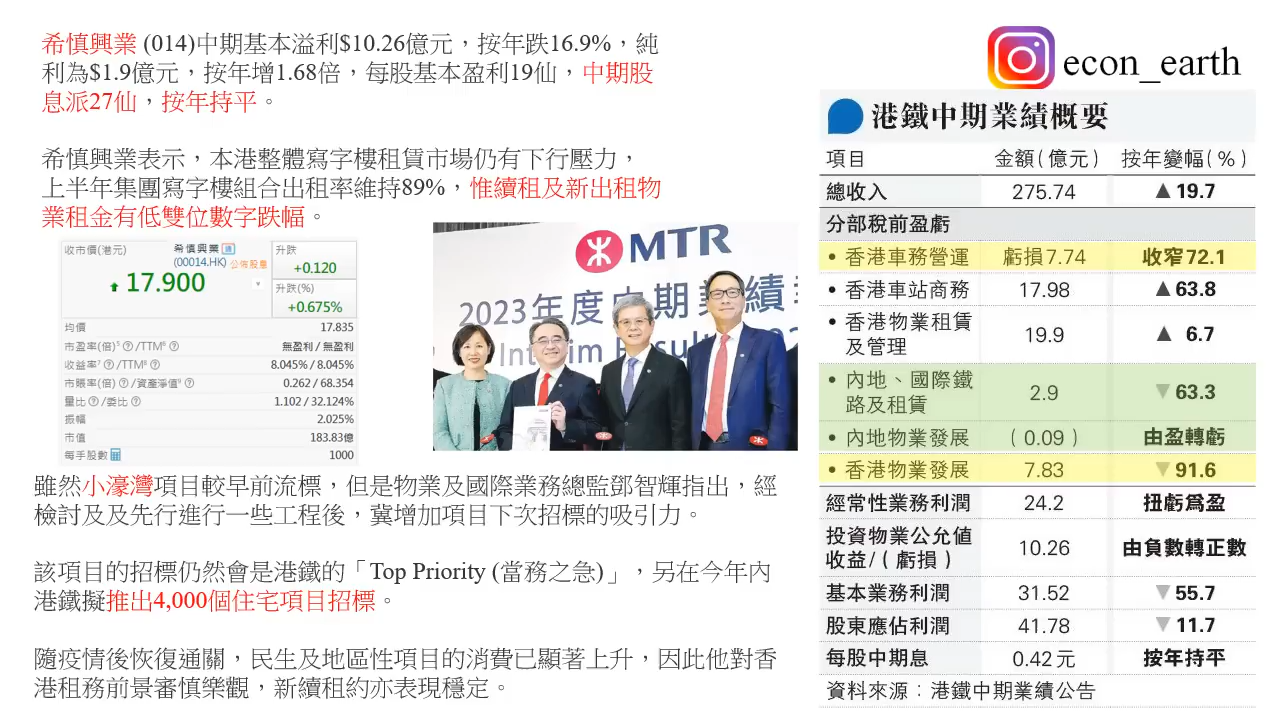 希慎興業 (014)中期基本溢利$10.26億元，按年跌16.9%，純
利為$1.9億元，按年增1.68倍，每股基本盈利19仙，中期股
息派27仙，按年持平。
希慎興業表示，本港整體寫字樓租賃市場仍有下行壓力，
上半年集團寫字樓組合出租率維持89%，惟續租及新出租物
業租金有低雙位數字跌幅。
收市價(港元)
希慎興業
(00014.HK)
17.900
升跌
+0.120
升跌(%)
+0.675%
均價 17.835
市盈率(倍)⁵/TTM⁶ 無盈利 / 無盈利
收益率⁷/TTM⁸ 8.045% / 8.045%
市賬率(倍)/資產淨值⁹ 0.262 / 68.354
量比/委比 1.102 / 32.124%
振幅 2.025%
市值 183.83億
每手股數 1000
MTR
2023年度中期業績
Interim Results 202
雖然小濠灣項目較早前流標，但是物業及國際業務總監鄧智輝指出，經
檢討及及先行進行一些工程後，冀增加項目下次招標的吸引力。
該項目的招標仍然會是港鐵的「Top Priority (當務之急)」，另在今年內
港鐵擬推出4,000個住宅項目招標。
隨疫情後恢復通關，民生及地區性項目的消費已顯著上升，因此他對香
港租務前景審慎樂觀，新續租約亦表現穩定。
econ_earth
港鐵中期業績概要
項目 金額(億元) 按年變幅(%)
總收入 275.74 ▲19.7
分部稅前盈虧
• 香港車務營運 虧損7.74 收窄72.1
• 香港車站商務 17.98 ▲63.8
• 香港物業租賃
及管理 19.9 ▲ 6.7
• 內地、國際鐵
路及租賃 2.9 ▼63.3
• 內地物業發展 (0.09) 由盈轉虧
• 香港物業發展 7.83 ▼91.6
經常性業務利潤 24.2 扭虧為盈
投資物業公允值
收益/(虧損) 10.26 由負數轉正數
基本業務利潤 31.52 ▼55.7
股東應佔利潤 41.78 ▼11.7
每股中期息 0.42元 按年持平
資料來源：港鐵中期業績公告